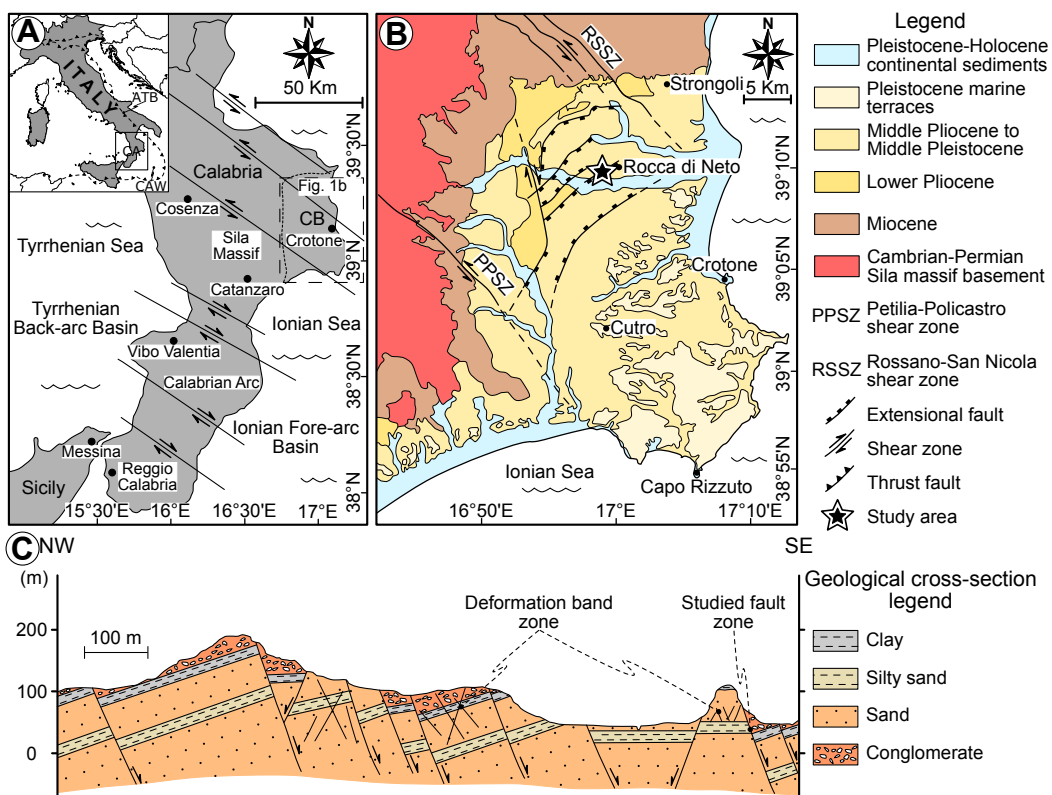 A
ITALY
ATB
CA
CAW
N
50 Km
Calabria
Fig. 1b
CB
Cosenza
Crotone
Sila
Massif
Catanzaro
Tyrrhenian Sea
Tyrrhenian
Back-arc Basin
Ionian Sea
Vibo Valentia
Calabrian Arc
Ionian Fore-arc
Basin
Messina
Reggio
Calabria
Sicily
39°30'N
39°N
38°30'N
38°N
15°30'E
16°E
16°30'E
17°E
B
RSSZ
N
5 Km
Strongoli
Rocca di Neto
PPSZ
Crotone
Cutro
Ionian Sea
Capo Rizzuto
39°10'N
39°05'N
39°N
38°55'N
16°50'E
17°E
17°10'E
Legend
Pleistocene-Holocene
continental sediments
Pleistocene marine
terraces
Middle Pliocene to
Middle Pleistocene
Lower Pliocene
Miocene
Cambrian-Permian
Sila massif basement
PPSZ Petilia-Policastro
shear zone
RSSZ Rossano-San Nicola
shear zone
Extensional fault
Shear zone
Thrust fault
Study area
C
NW
SE
(m)
200
100
0
100 m
Deformation band
zone
Studied fault
zone
Geological cross-section
legend
Clay
Silty sand
Sand
Conglomerate